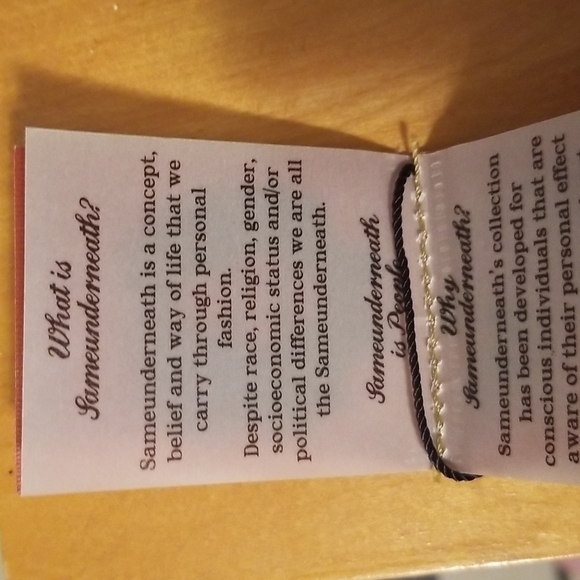 What is
Sameunderneath?
Sameunderneath is a concept,
belief and way of life that we
carry through personal
fashion.
Despite race, religion, gender,
socioeconomic status and/or
political differences we are all
the Sameunderneath.
Sameunderneath
is People
Why
Sameunderneath?
Sameunderneath's collection
has been developed for
conscious individuals that are
aware of their personal effect